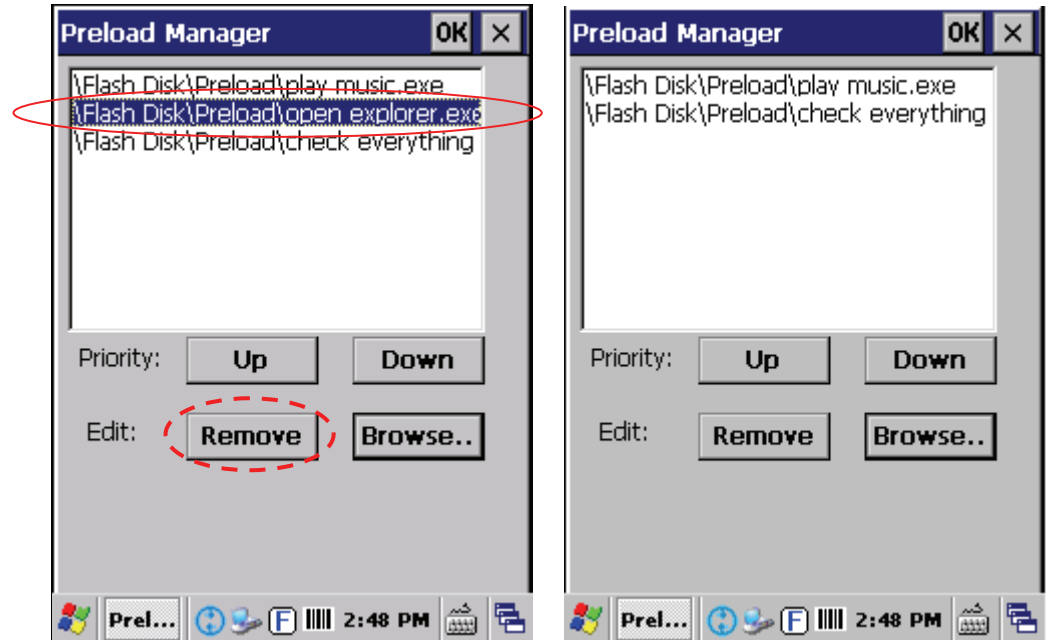 Preload Manager OK ×
\Flash Disk\Preload\play music.exe
\Flash Disk\Preload\open explorer.exe
\Flash Disk\Preload\check everything
Priority: Up Down
Edit: Remove Browse..
Prel... F 2:48 PM
Preload Manager OK ×
\Flash Disk\Preload\play music.exe
\Flash Disk\Preload\check everything
Priority: Up Down
Edit: Remove Browse..
Prel... F 2:48 PM